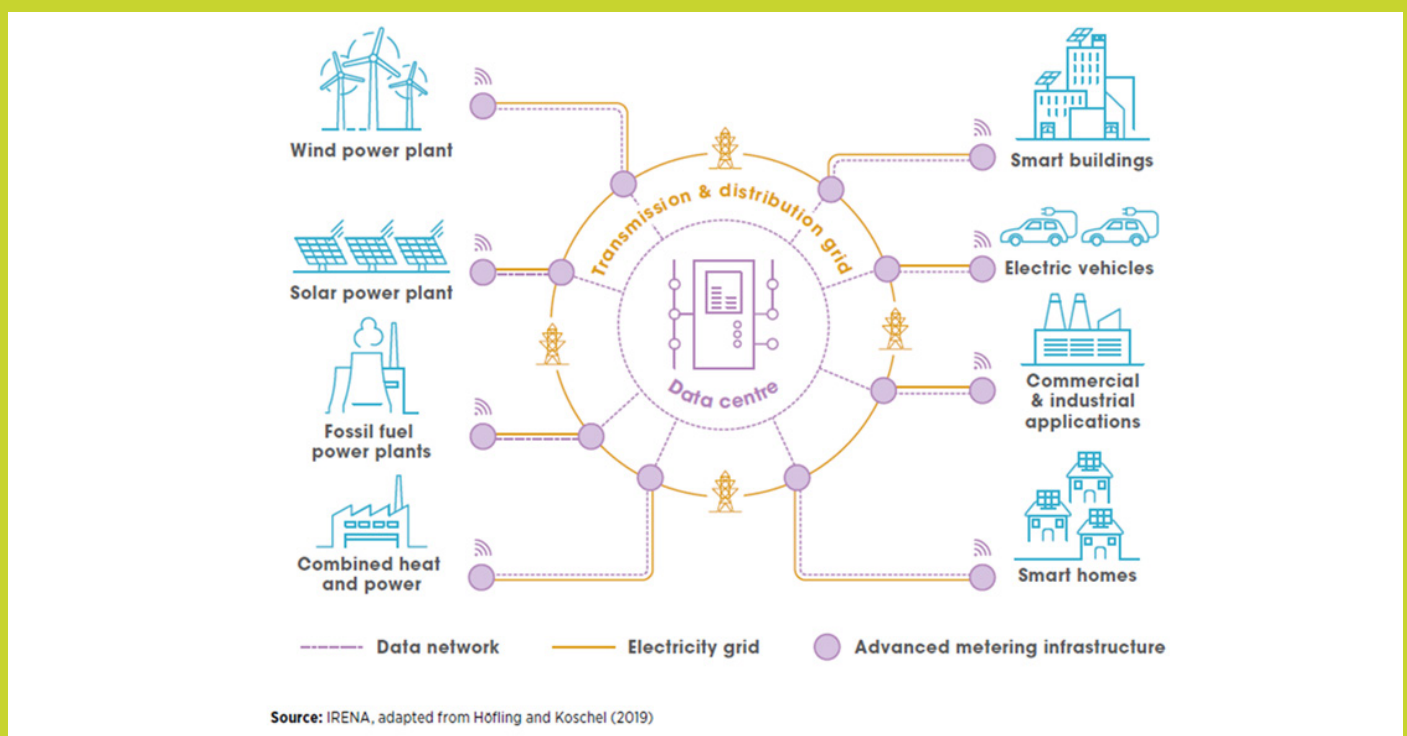 Wind power plant
Solar power plant
Fossil fuel
power plants
Combined heat
and power
Transmission & distribution grid
Data centre
Smart buildings
Electric vehicles
Commercial
& industrial
applications
Smart homes
Data network
Electricity grid
Advanced metering infrastructure
Source: IRENA, adapted from Höfling and Koschel (2019)